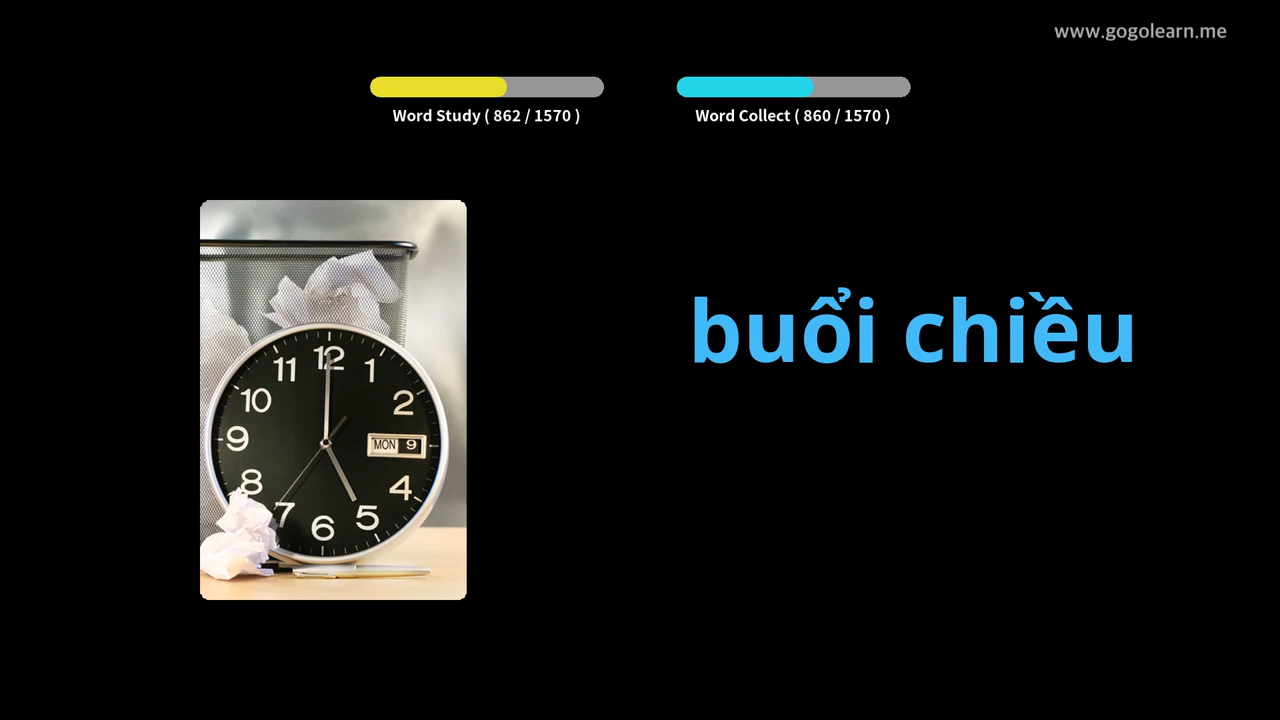 www.gogolearn.me
Word Study ( 862 / 1570 )
Word Collect ( 860 / 1570 )
buổi chiều
12
11
1
10
2
9
MON 9
8
4
7
5
6